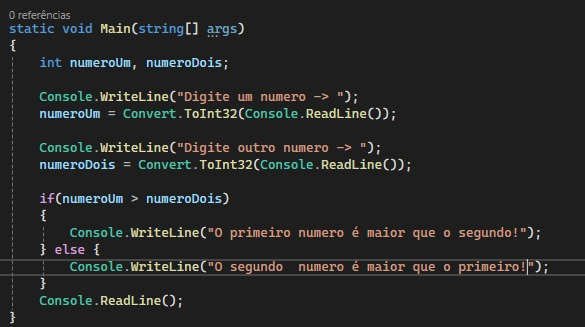 0 referências
static void Main(string[] args)
{
    int numeroUm, numeroDois;

    Console.WriteLine("Digite um numero -> ");
    numeroUm = Convert.ToInt32(Console.ReadLine());

    Console.WriteLine("Digite outro numero -> ");
    numeroDois = Convert.ToInt32(Console.ReadLine());

    if(numeroUm > numeroDois)
    {
        Console.WriteLine("O primeiro numero é maior que o segundo!");
    } else {
        Console.WriteLine("O segundo  numero é maior que o primeiro!");
    }
    Console.ReadLine();
}